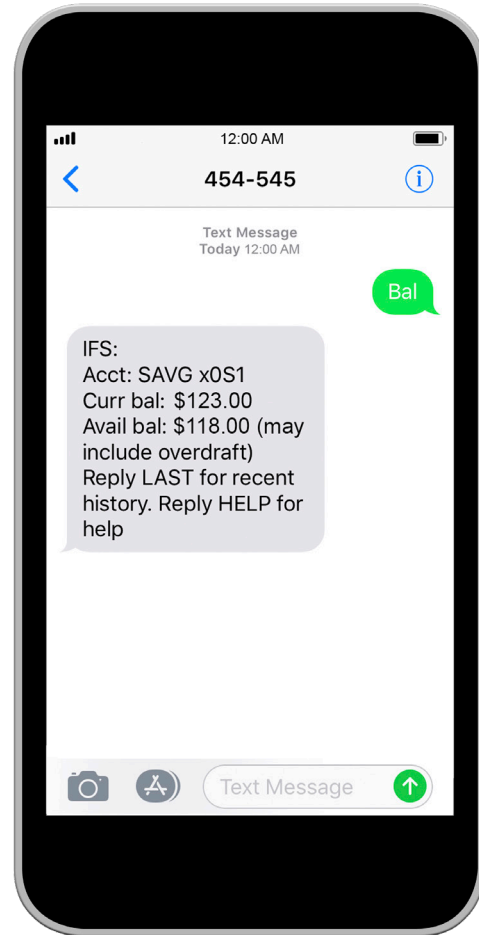 12:00 AM
454-545
Text Message
Today 12:00 AM
Bal
IFS:
Acct: SAVG x0S1
Curr bal: $123.00
Avail bal: $118.00 (may
include overdraft)
Reply LAST for recent
history. Reply HELP for
help
Text Message